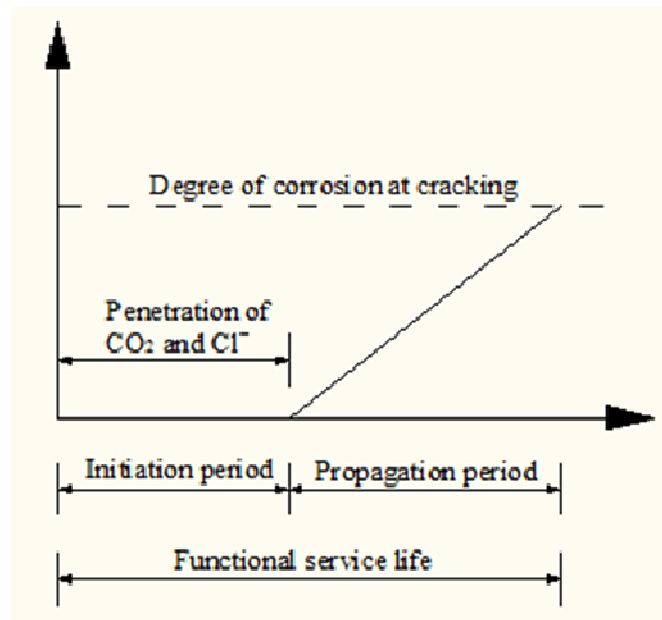 Degree of corrosion at cracking
Penetration of
CO₂ and Cl⁻
Initiation period
Propagation period
Functional service life